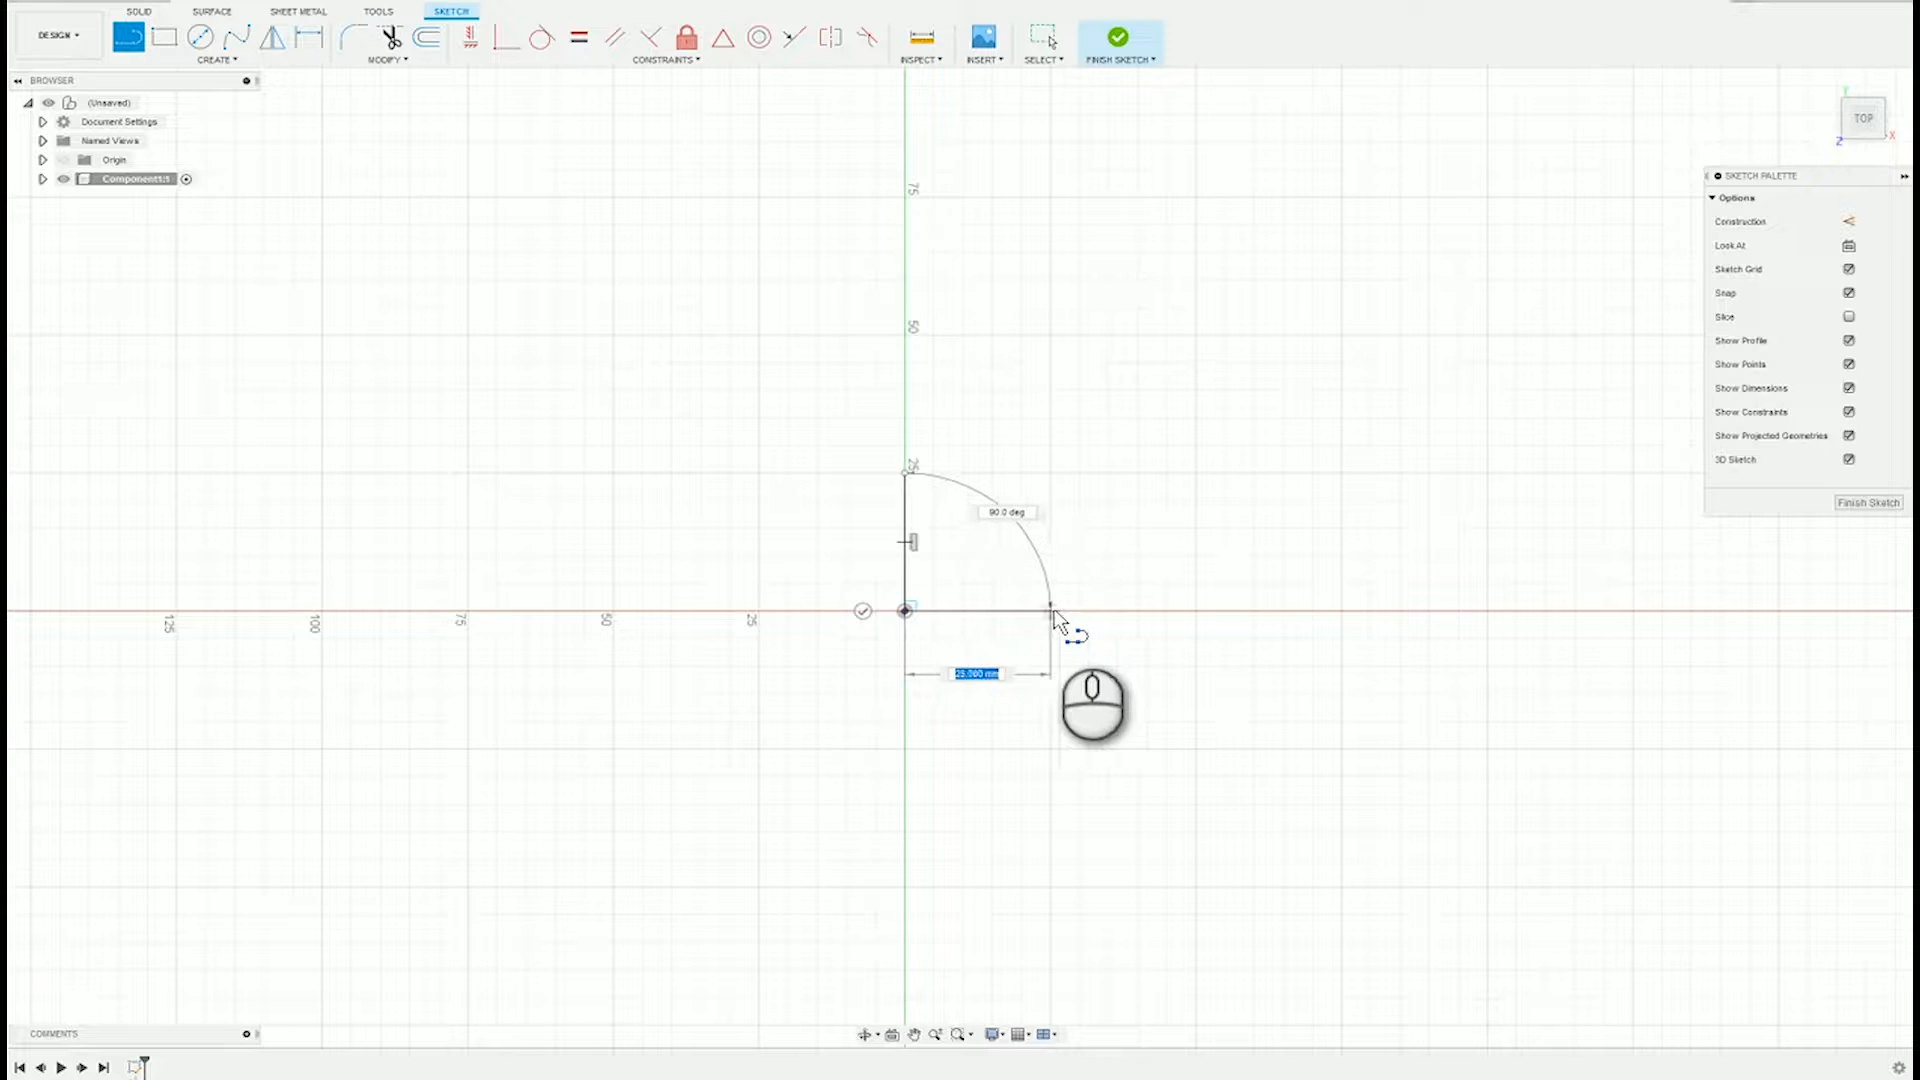 SOLID SURFACE SHEET METAL TOOLS SKETCH
DESIGN
CREATE MODIFY CONSTRAINTS INSPECT INSERT SELECT FINISH SKETCH
BROWSER
(Unsaved)
Document Settings
Named Views
Origin
Component1:1
TOP
Y
X
Z
SKETCH PALETTE
Options
Construction
Look At
Sketch Grid
Snap
Slice
Show Profile
Show Points
Show Dimensions
Show Constraints
Show Projected Geometries
3D Sketch
Finish Sketch
75
50
25
90.0 deg
125 100 75 50 25
25.000 mm
COMMENTS